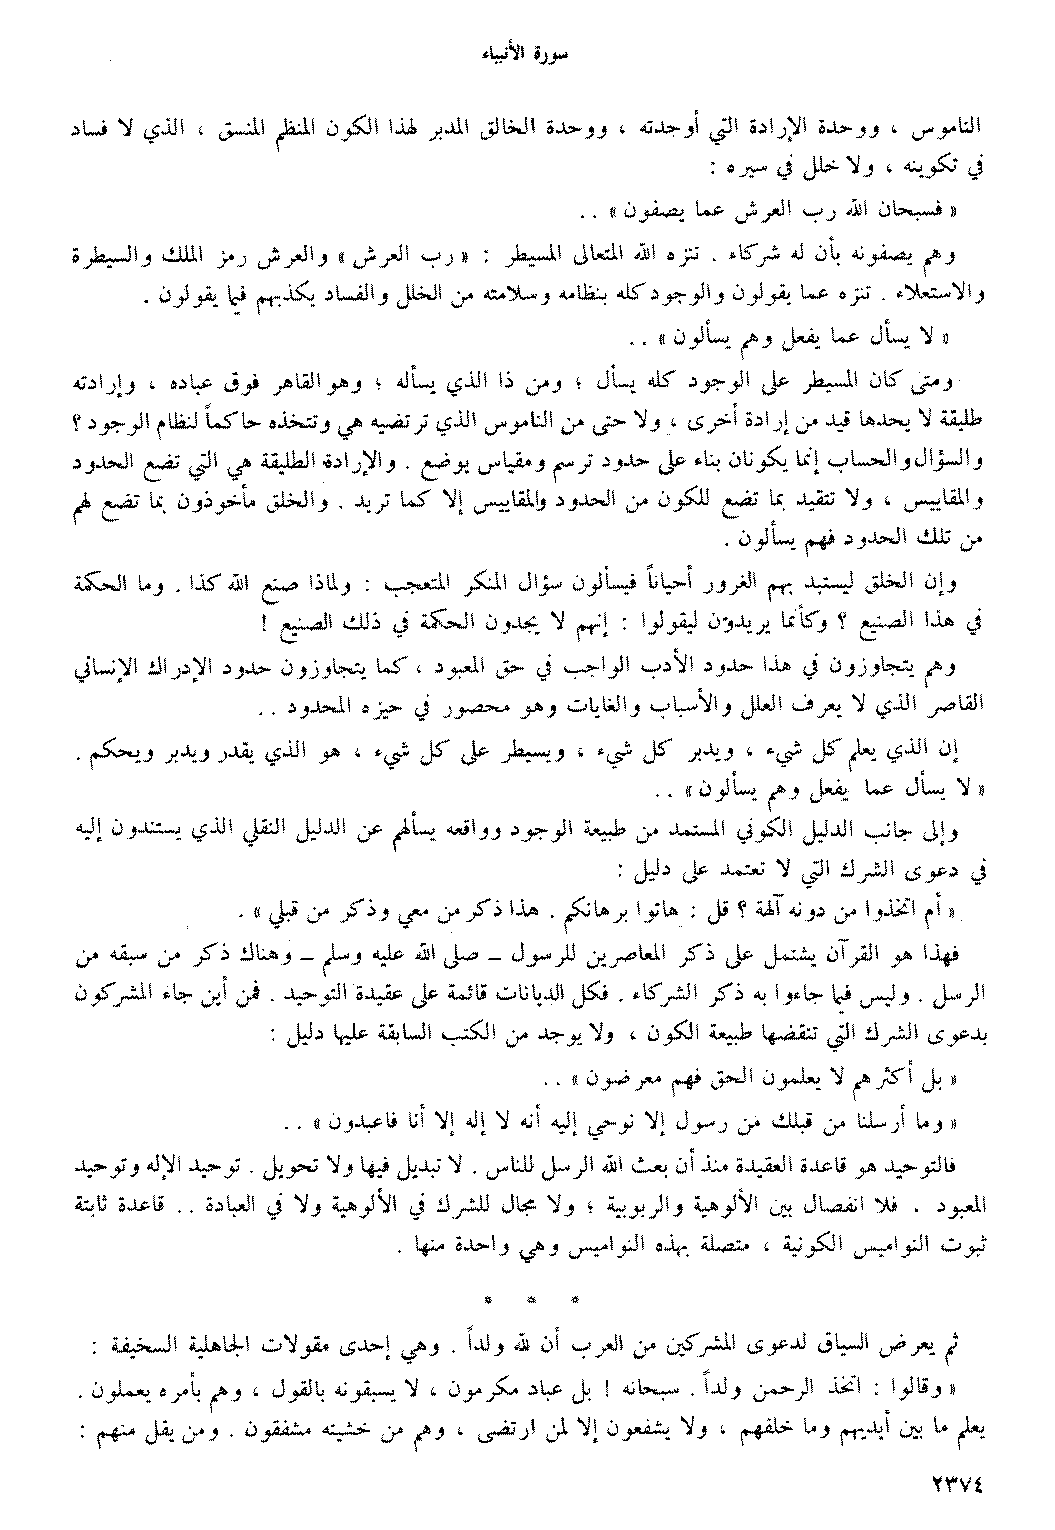 سورة الأنبياء
الناموس ، ووحدة الإرادة التي أوجدته ، ووحدة الخالق المدبر لهذا الكون المنظم المنسق ، الذي لا فساد
في تكوينه ، ولا خلل في سيره :
« فسبحان الله رب العرش عما يصفون » . .
وهم يصفونه بأن له شركاء . تنزه الله المتعالى المسيطر : « رب العرش » والعرش رمز الملك والسيطرة
والاستعلاء . تنزه عما يقولون والوجود كله بنظامه وسلامته من الخلل والفساد يكذبهم فيما يقولون .
« لا يسأل عما يفعل وهم يسألون » . .
ومتى كان المسيطر على الوجود كله يسأل ؛ ومن ذا الذي يسأله ؛ وهو القاهر فوق عباده ، وإرادته
طليقة لا يحدها قيد من إرادة أخرى ، ولا حتى من الناموس الذي ترتضيه هي وتتخذه حاكماً لنظام الوجود ؟
والسؤال والحساب إنما يكونان بناء على حدود ترسم ومقياس يوضع . والإرادة الطليقة هي التي تضع الحدود
والمقاييس ، ولا تتقيد بما تضع للكون من الحدود والمقاييس إلا كما تريد . والخلق مأخوذون بما تضع لهم
من تلك الحدود فهم يسألون .
وإن الخلق ليستبد بهم الغرور أحياناً فيسألون سؤال المنكر المتعجب : ولماذا صنع الله كذا . وما الحكمة
في هذا الصنيع ؟ وكأنما يريدون ليقولوا : إنهم لا يجدون الحكمة في ذلك الصنيع !
وهم يتجاوزون في هذا حدود الأدب الواجب في حق المعبود ، كما يتجاوزون حدود الإدراك الإنساني
القاصر الذي لا يعرف العلل والأسباب والغايات وهو محصور في حيزه المحدود . .
إن الذي يعلم كل شيء ، ويدبر كل شيء ، ويسيطر على كل شيء ، هو الذي يقدر ويدبر ويحكم .
« لا يسأل عما يفعل وهم يسألون » . .
وإلى جانب الدليل الكوني المستمد من طبيعة الوجود وواقعه يسألهم عن الدليل النقلي الذي يستندون إليه
في دعوى الشرك التي لا تعتمد على دليل :
« أم اتخذوا من دونه آلهة ؟ قل : هاتوا برهانكم . هذا ذكر من معي وذكر من قبلي » .
فهذا هو القرآن يشتمل على ذكر المعاصرين للرسول – صلى الله عليه وسلم – وهناك ذكر من سبقه من
الرسل . وليس فيما جاءوا به ذكر الشركاء . فكل الديانات قائمة على عقيدة التوحيد . فمن أين جاء المشركون
بدعوى الشرك التي تنقضها طبيعة الكون ، ولا يوجد من الكتب السابقة عليها دليل :
« بل أكثرهم لا يعلمون الحق فهم معرضون » . .
« وما أرسلنا من قبلك من رسول إلا نوحي إليه أنه لا إله إلا أنا فاعبدون » . .
فالتوحيد هو قاعدة العقيدة منذ أن بعث الله الرسل للناس . لا تبديل فيها ولا تحويل . توحيد الإله وتوحيد
المعبود . فلا انفصال بين الألوهية والربوبية ؛ ولا مجال للشرك في الألوهية ولا في العبادة . . قاعدة ثابتة
ثبوت النواميس الكونية ، متصلة بهذه النواميس وهي واحدة منها .
* * *
ثم يعرض السياق لدعوى المشركين من العرب أن لله ولداً . وهي إحدى مقولات الجاهلية السخيفة :
« وقالوا : اتخذ الرحمن ولداً . سبحانه ! بل عباد مكرمون ، لا يسبقونه بالقول ، وهم بأمره يعملون .
يعلم ما بين أيديهم وما خلفهم ، ولا يشفعون إلا لمن ارتضى ، وهم من خشيته مشفقون . ومن يقل منهم :
٢٣٧٤